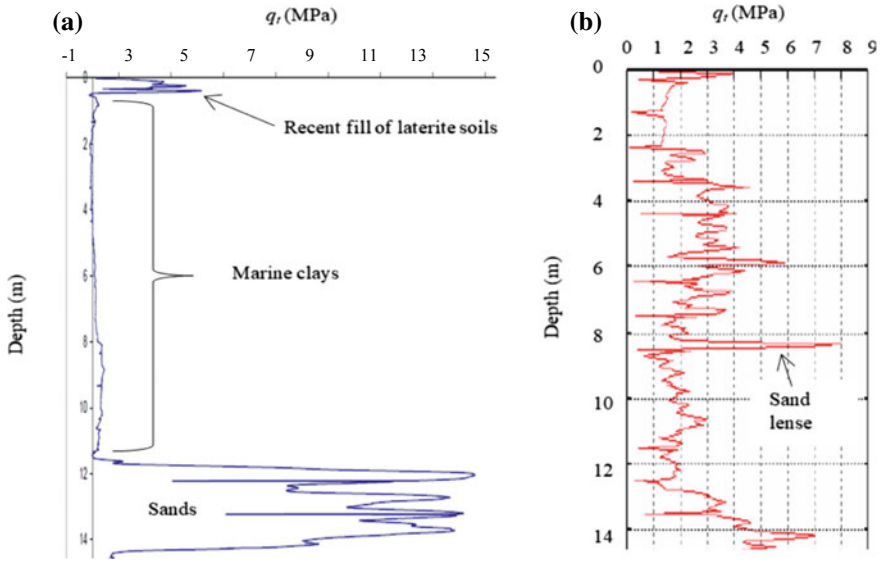 (a)
qt (MPa)
-1 3 5 7 9 11 13 15
0
2
4
6
8
10
12
14
Depth (m)
Recent fill of laterite soils
Marine clays
Sands
(b)
qt (MPa)
0 1 2 3 4 5 6 7 8 9
0
2
4
6
8
10
12
14
Depth (m)
Sand
lense